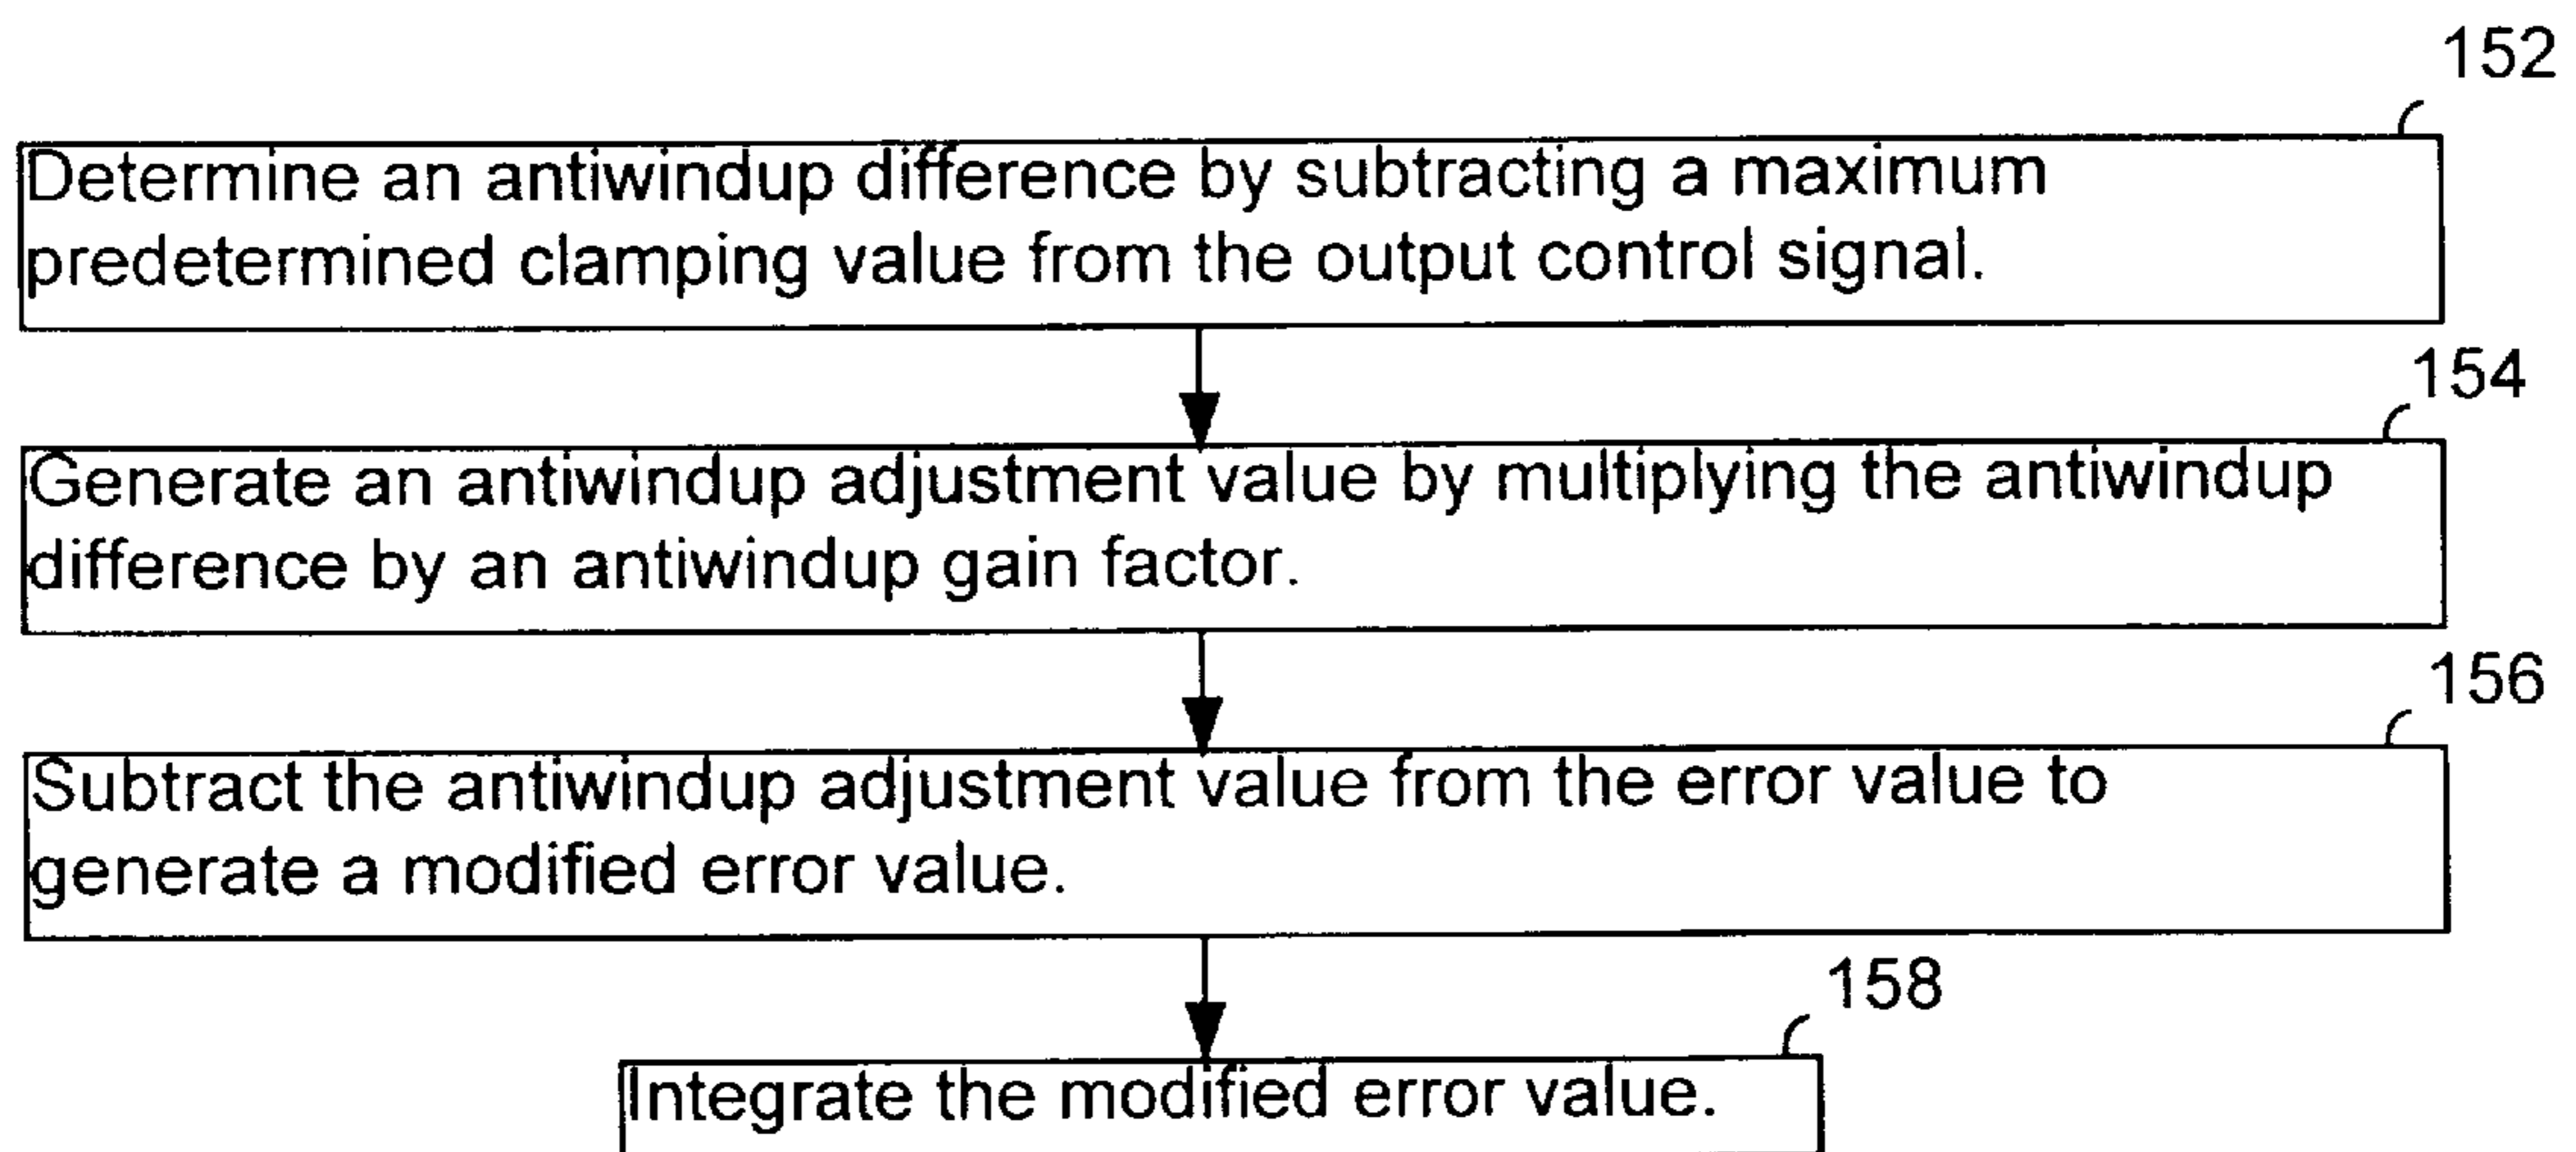 152
Determine an antiwindup difference by subtracting a maximum
predetermined clamping value from the output control signal.
154
Generate an antiwindup adjustment value by multiplying the antiwindup
difference by an antiwindup gain factor.
156
Subtract the antiwindup adjustment value from the error value to
generate a modified error value.
158
Integrate the modified error value.